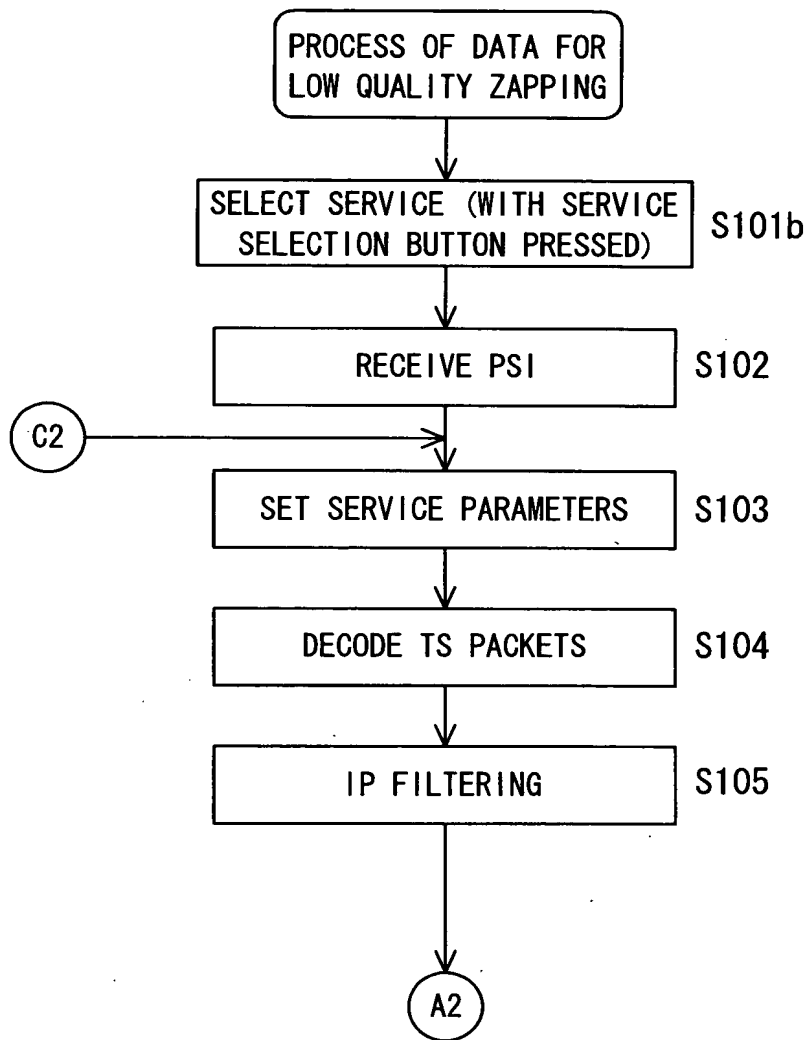 PROCESS OF DATA FOR
LOW QUALITY ZAPPING
SELECT SERVICE (WITH SERVICE
SELECTION BUTTON PRESSED)
S101b
RECEIVE PSI
S102
C2
SET SERVICE PARAMETERS
S103
DECODE TS PACKETS
S104
IP FILTERING
S105
A2